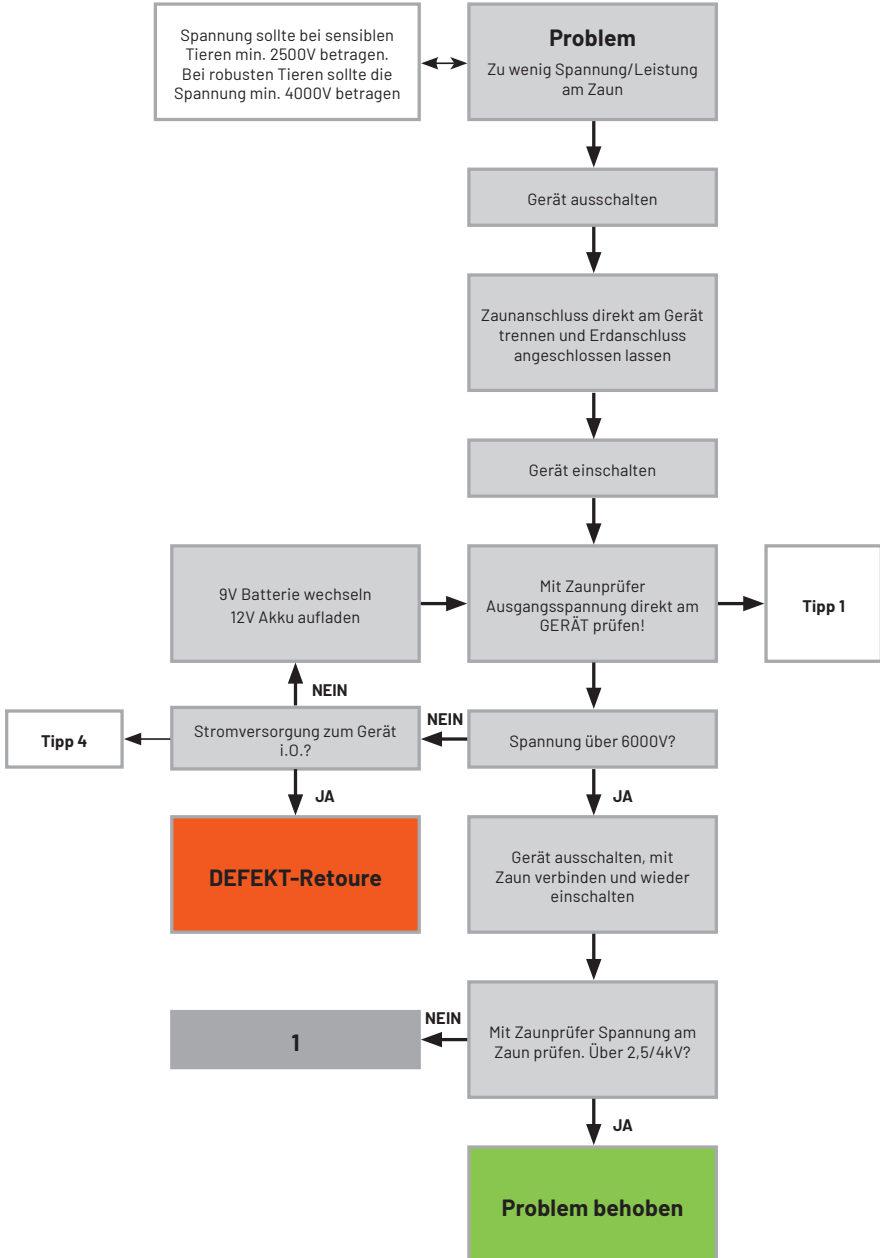 Spannung sollte bei sensiblen
Tieren min. 2500V betragen.
Bei robusten Tieren sollte die
Spannung min. 4000V betragen
Problem
Zu wenig Spannung/Leistung
am Zaun
Gerät ausschalten
Zaunanschluss direkt am Gerät
trennen und Erdanschluss
angeschlossen lassen
Gerät einschalten
9V Batterie wechseln
12V Akku aufladen
Mit Zaunprüfer
Ausgangsspannung direkt am
GERÄT prüfen!
Tipp 1
NEIN
Tipp 4
Stromversorgung zum Gerät
i.O.?
NEIN
Spannung über 6000V?
JA
JA
DEFEKT-Retoure
Gerät ausschalten, mit
Zaun verbinden und wieder
einschalten
1
NEIN
Mit Zaunprüfer Spannung am
Zaun prüfen. Über 2,5/4kV?
JA
Problem behoben